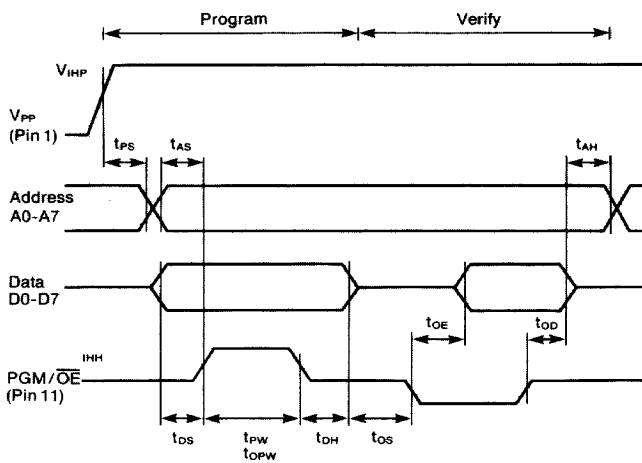 Program
Verify
VIHP
VPP
(Pin 1)
tPS
tAS
tAH
Address
A0-A7
Data
D0-D7
tOE
tOD
IHH
PGM/OE
(Pin 11)
tDS
tPW
tOPW
tDH
tOS